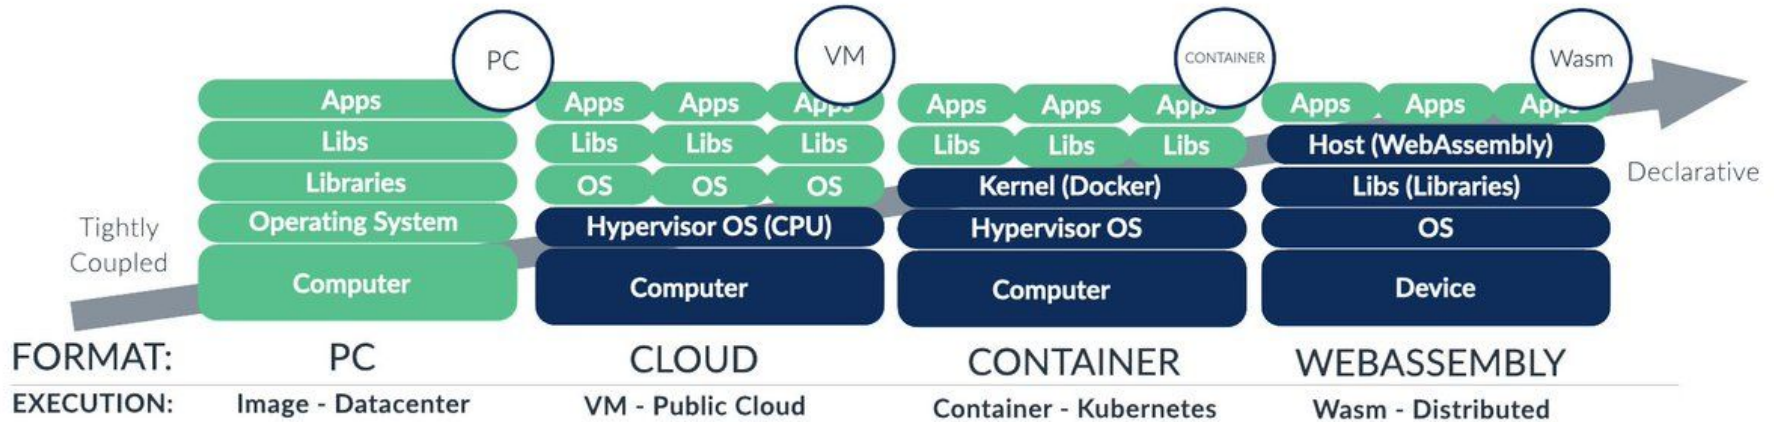 PC
VM
CONTAINER
Wasm
Apps
Libs
Libraries
Operating System
Computer
Apps Apps Apps
Libs Libs Libs
OS OS OS
Hypervisor OS (CPU)
Computer
Apps Apps Apps
Libs Libs Libs
Kernel (Docker)
Hypervisor OS
Computer
Apps Apps Apps
Host (WebAssembly)
Libs (Libraries)
OS
Device
Tightly
Coupled
Declarative
FORMAT: PC CLOUD CONTAINER WEBASSEMBLY
EXECUTION: Image - Datacenter VM - Public Cloud Container - Kubernetes Wasm - Distributed